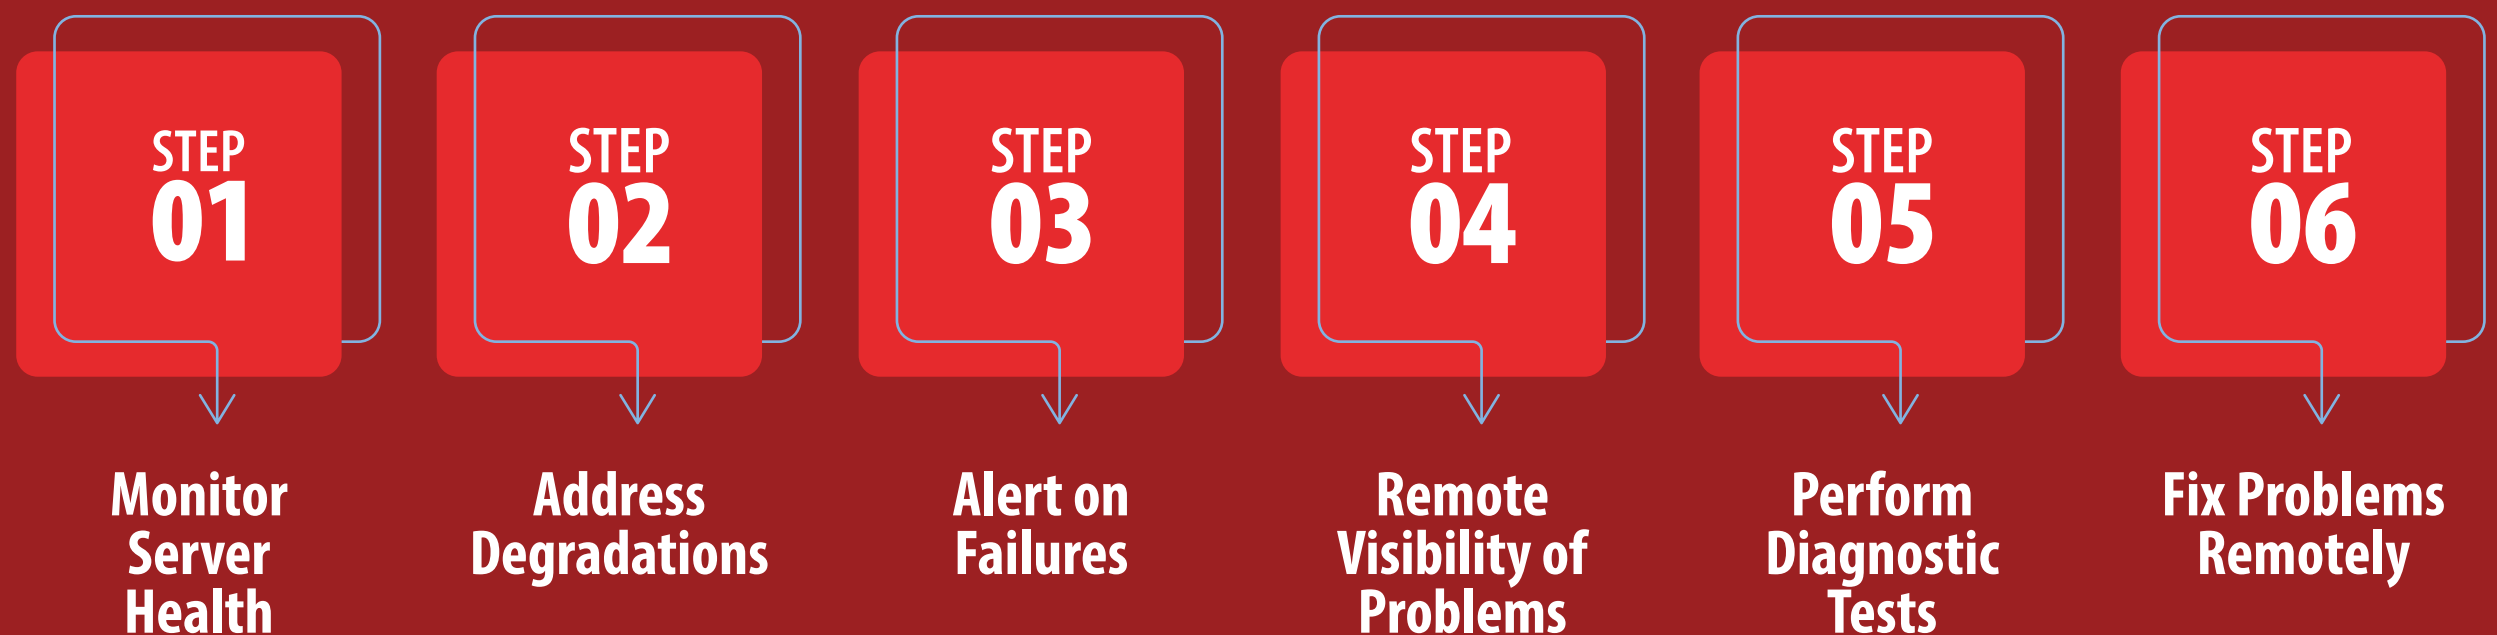 STEP
01
Monitor
Server
Health
STEP
02
Address
Degradations
STEP
03
Alert on
Failures
STEP
04
Remote
Visibility of
Problems
STEP
05
Perform
Diagnostic
Tests
STEP
06
Fix Problems
Remotely